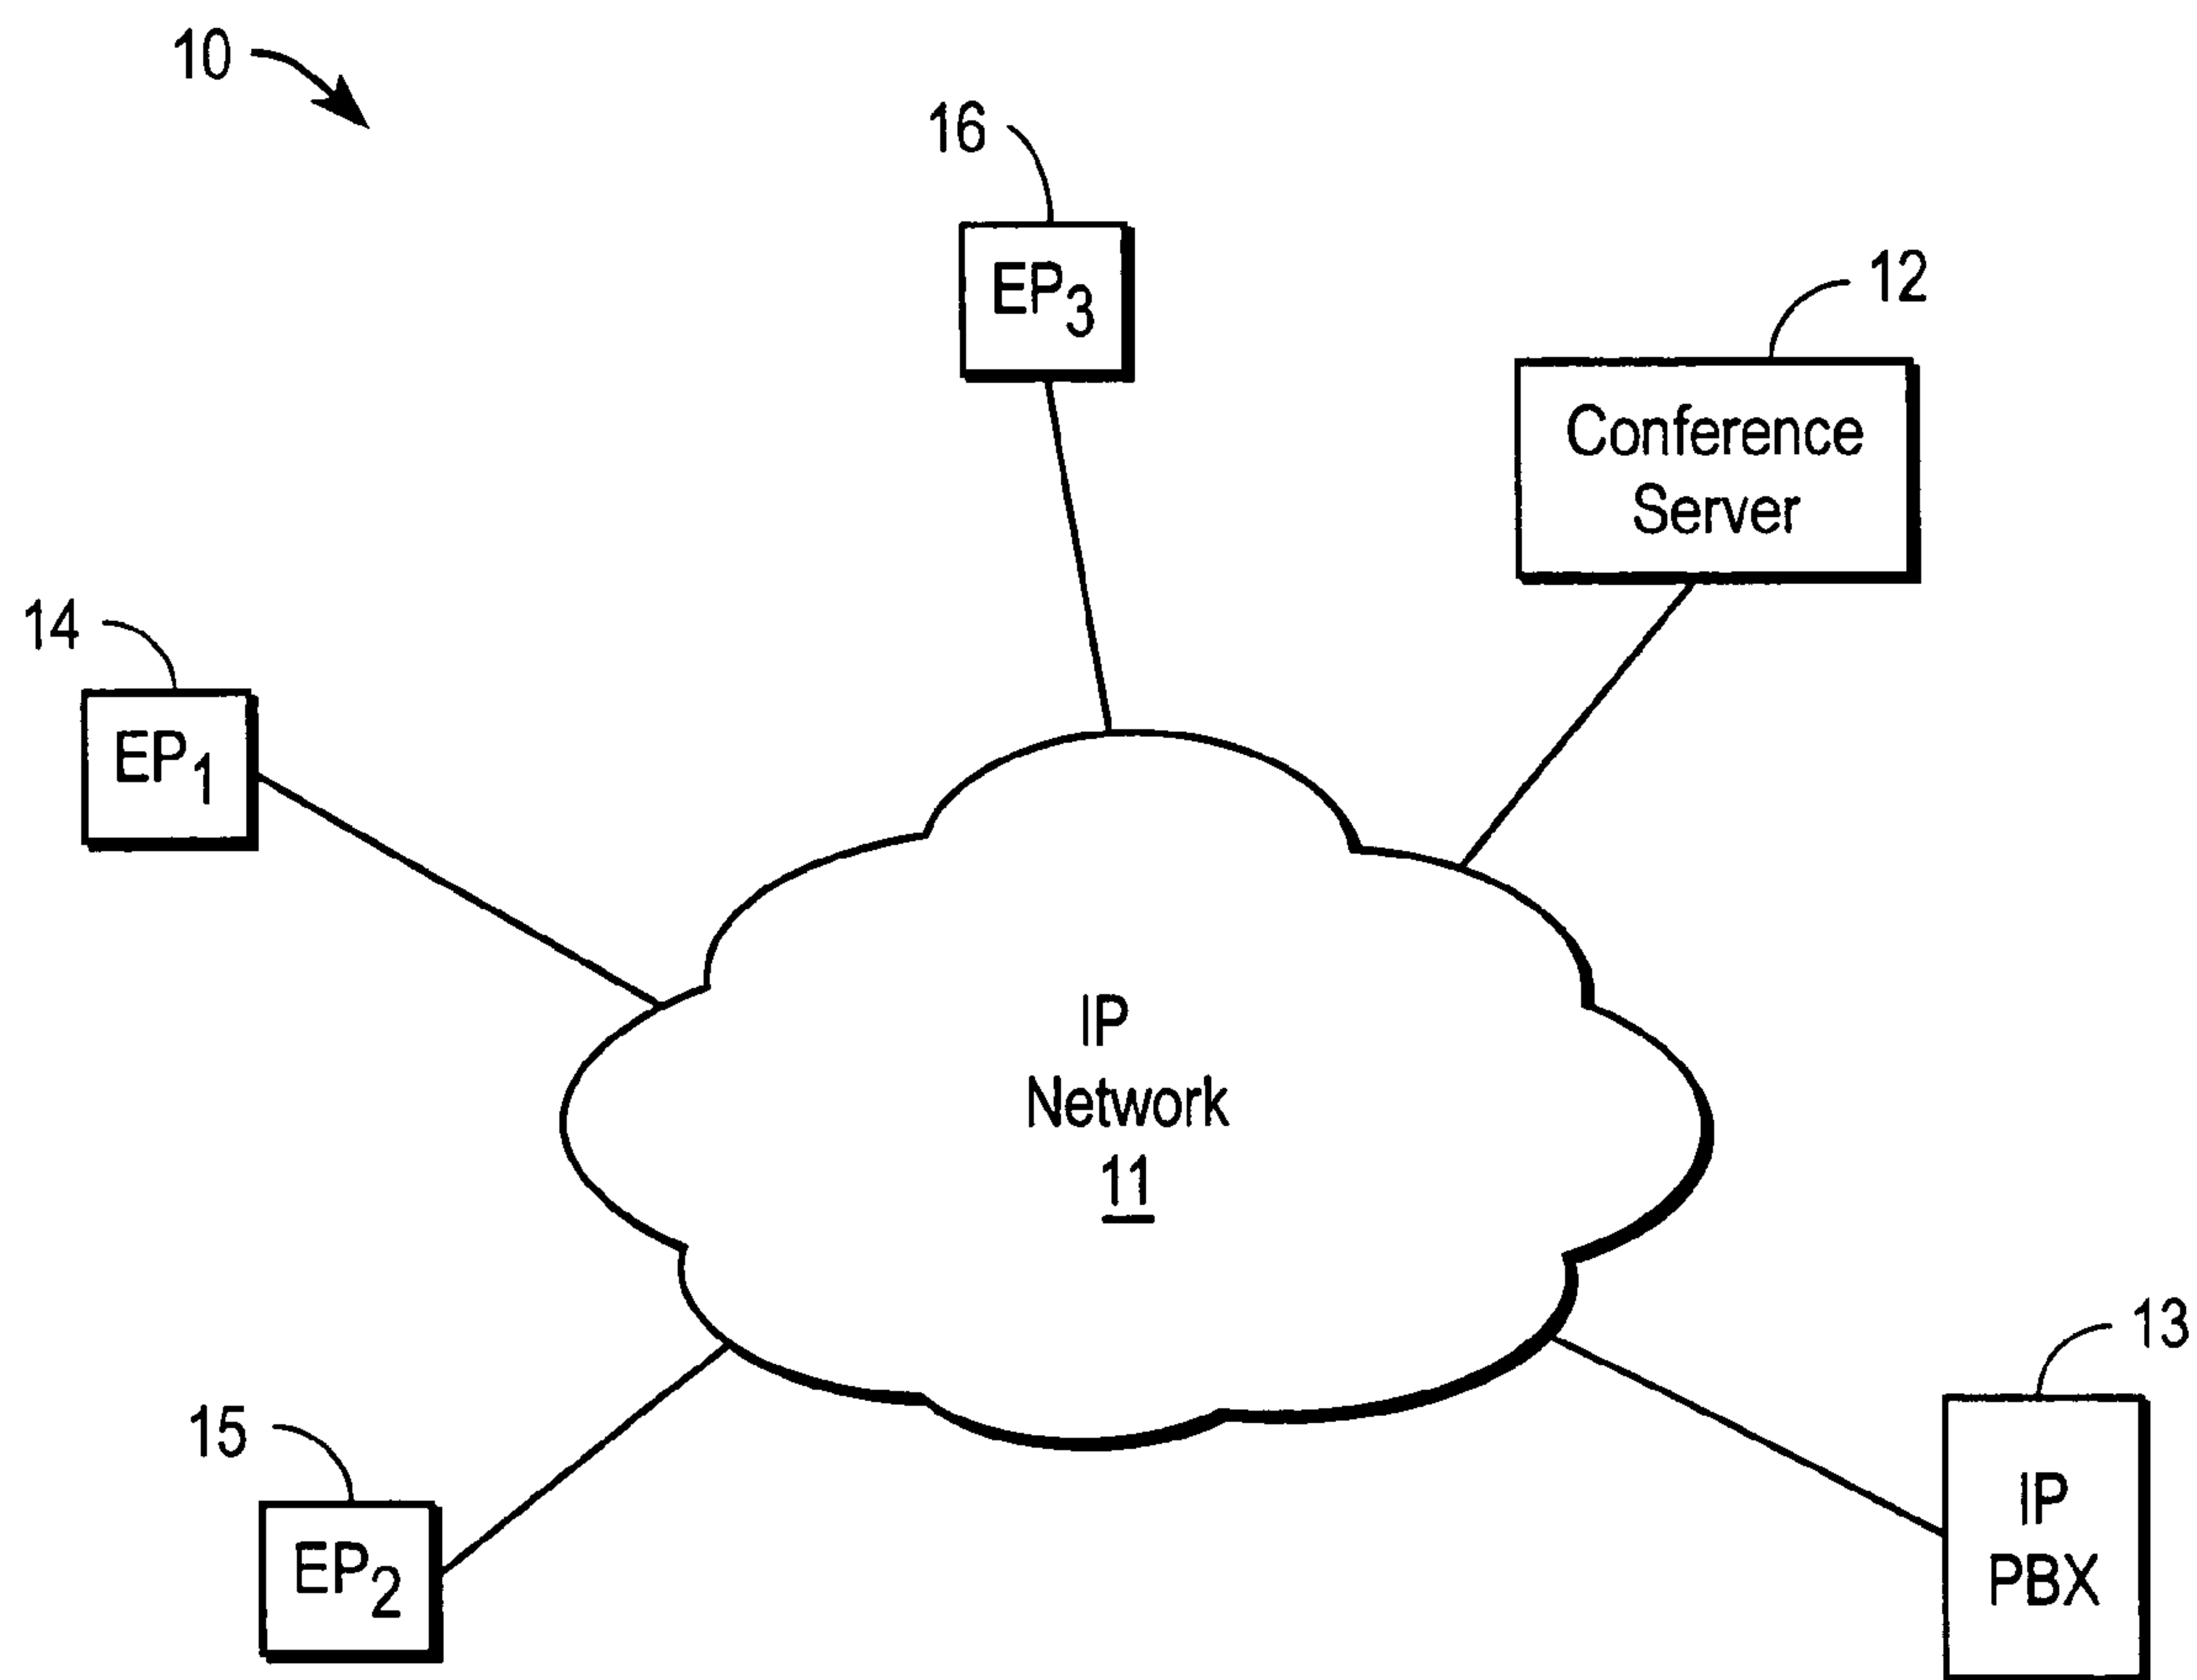 10
16
EP3
12
Conference
Server
14
EP1
IP
Network
11
13
IP
PBX
15
EP2